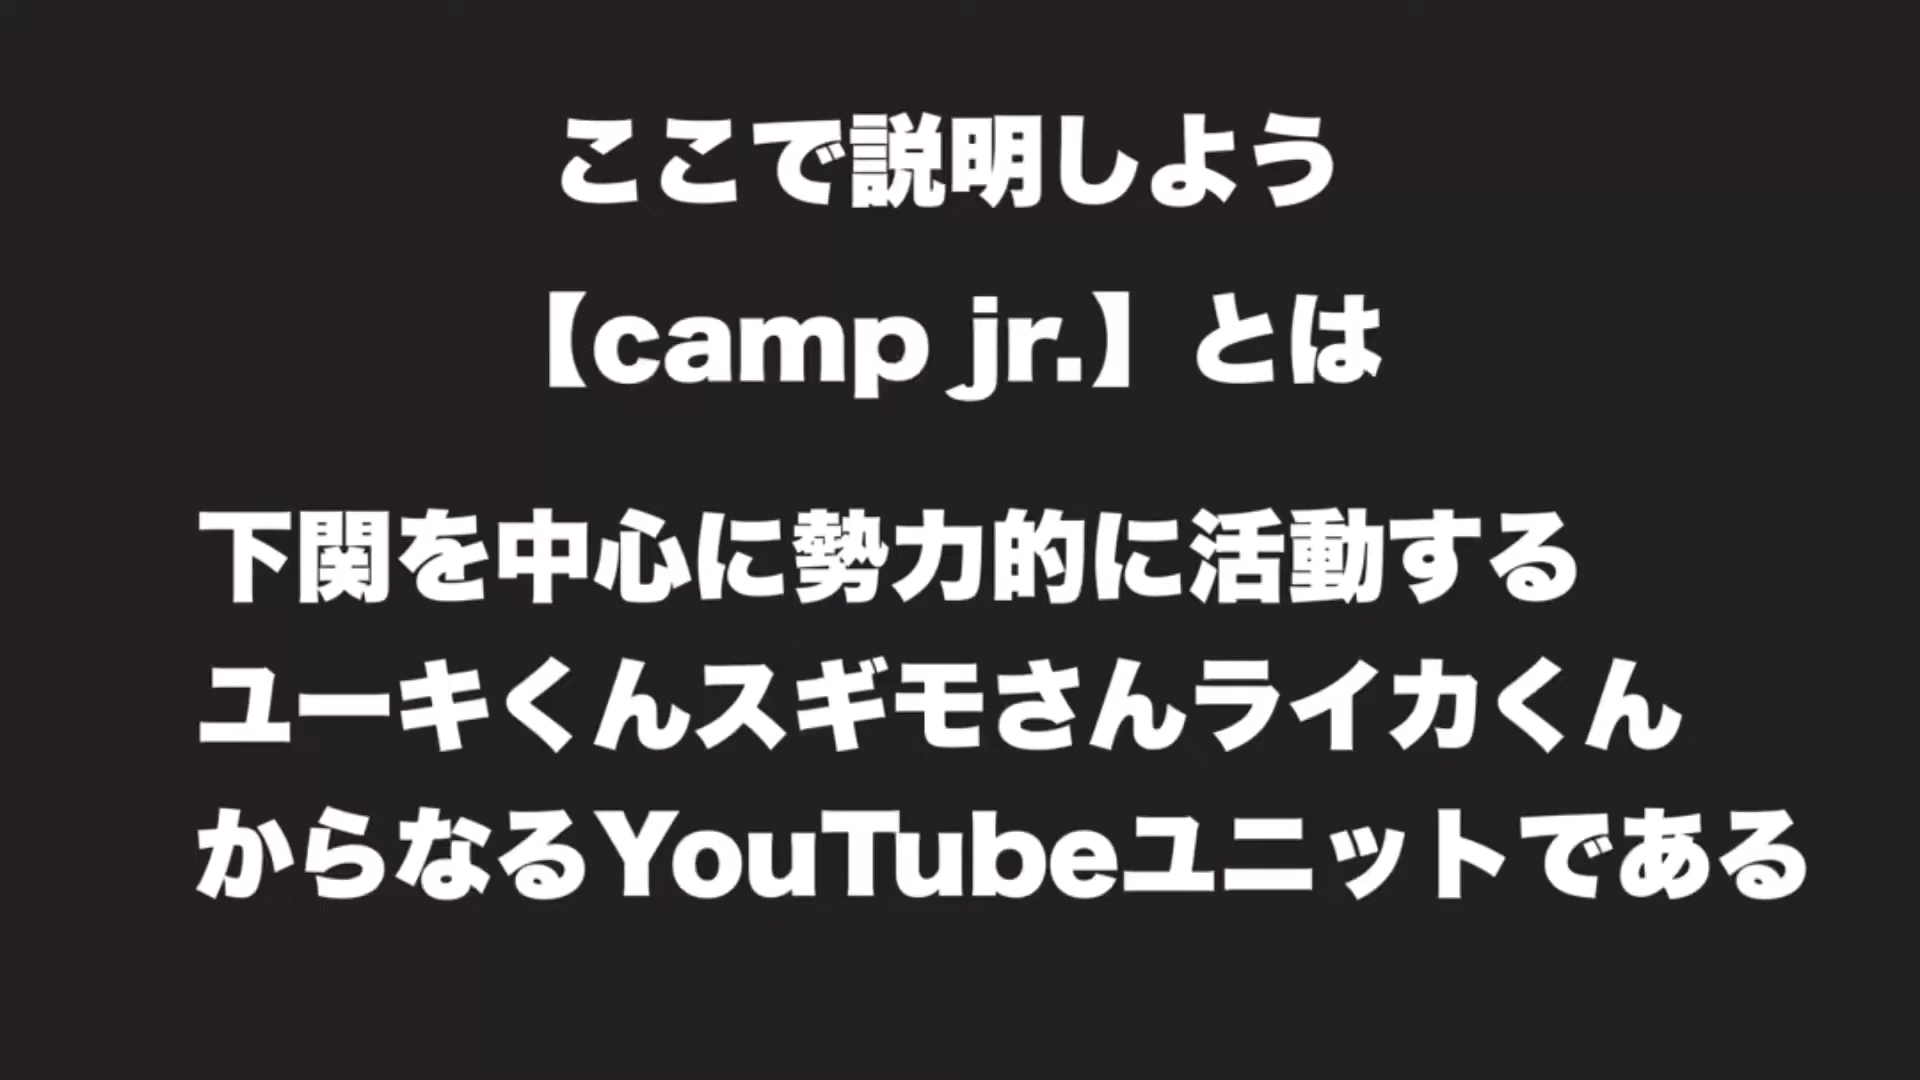 ここで説明しよう
【camp jr.】とは
下関を中心に勢力的に活動する
ユーキくんスギモさんライカくん
からなるYouTubeユニットである